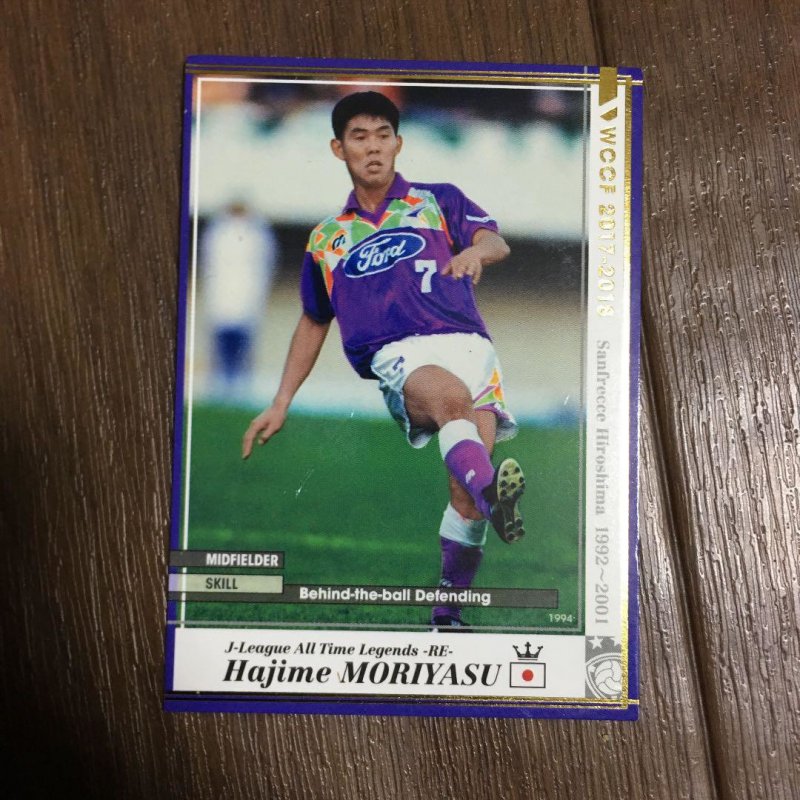 WCCF 2017-2018
Sanfrecce Hiroshima 1992~2001
Ford
7
MIDFIELDER
SKILL
Behind-the-ball Defending
1994
J-League All Time Legends -RE-
Hajime MORIYASU